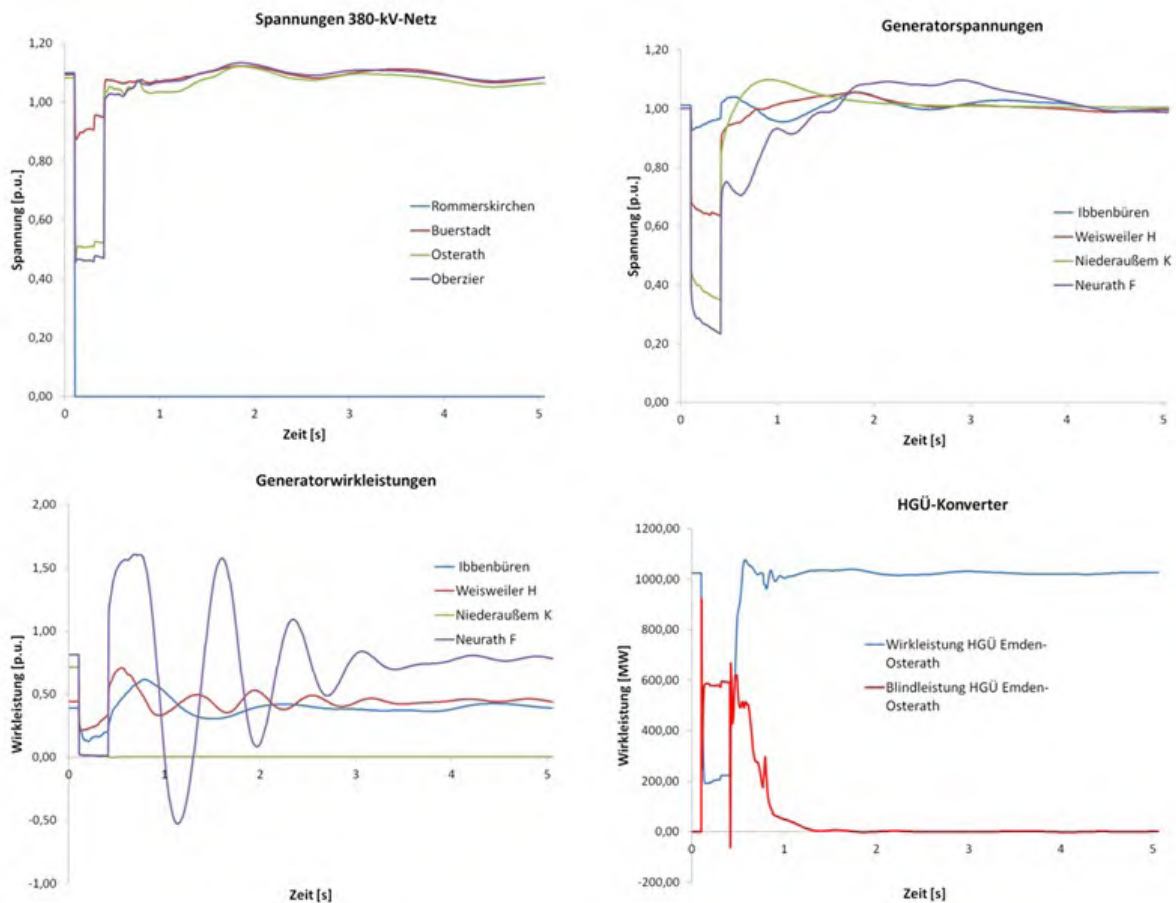 Spannungen 380-kV-Netz
1,20
1,00
0,80
0,60
0,40
0,20
0,00
Spannung [p.u.]
Rommerskirchen
Buerstadt
Osterath
Oberzier
0
1
2
3
4
5
Zeit [s]
Generatorspannungen
1,20
1,00
0,80
0,60
0,40
0,20
0,00
Spannung [p.u.]
Ibbenbüren
Weisweiler H
Niederaußem K
Neurath F
0
1
2
3
4
5
Zeit [s]
Generatorwirkleistungen
2,00
1,50
1,00
0,50
0,00
-0,50
-1,00
Wirkleistung [p.u.]
Ibbenbüren
Weisweiler H
Niederaußem K
Neurath F
0
1
2
3
4
5
Zeit [s]
HGÜ-Konverter
1200,00
1000,00
800,00
600,00
400,00
200,00
0,00
-200,00
Wirkleistung [MW]
Wirkleistung HGÜ Emden-
Osterath
Blindleistung HGÜ Emden-
Osterath
0
1
2
3
4
5
Zeit [s]